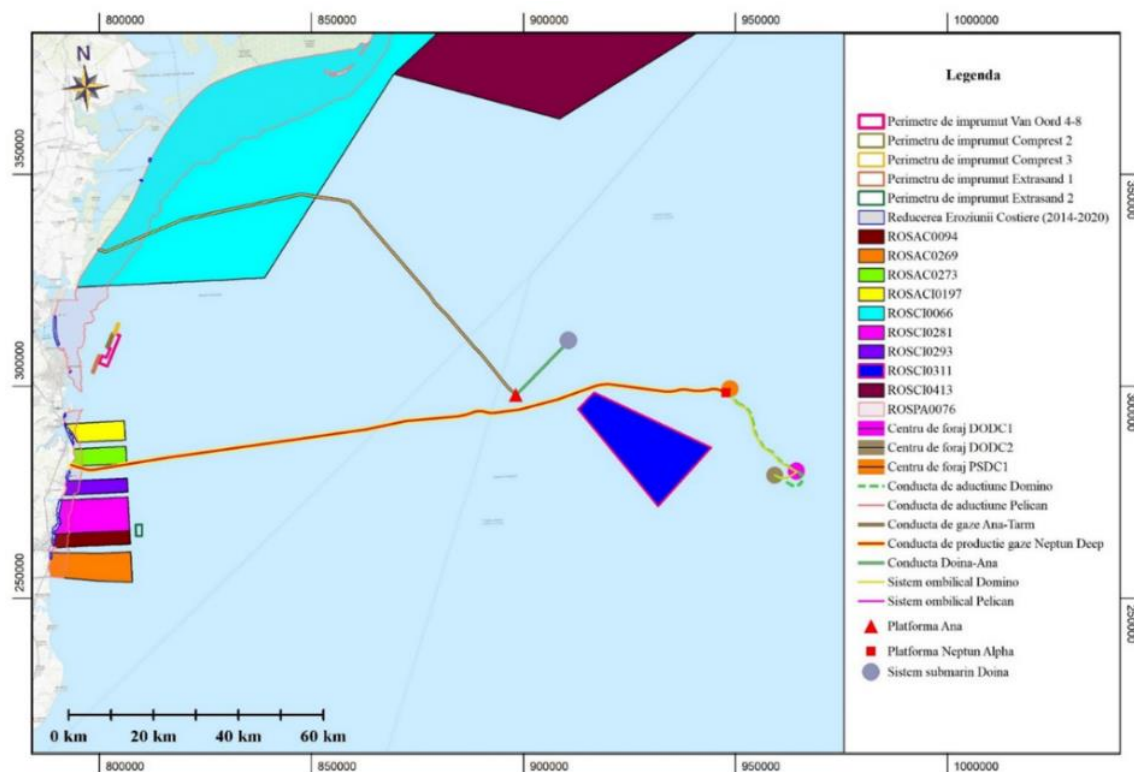 800000 850000 900000 950000 1000000
N
350000
300000
250000
0 km 20 km 40 km 60 km
800000 850000 900000 950000 1000000
350000
300000
250000
Legenda
Perimetre de imprumut Van Oord 4-8
Perimetru de imprumut Comprest 2
Perimetru de imprumut Comprest 3
Perimetru de imprumut Extrasand 1
Perimetru de imprumut Extrasand 2
Reducerea Eroziunii Costiere (2014-2020)
ROSAC0094
ROSAC0269
ROSAC0273
ROSACI0197
ROSCI0066
ROSCI0281
ROSCI0293
ROSCI0311
ROSCI0413
ROSPA0076
Centru de foraj DODC1
Centru de foraj DODC2
Centru de foraj PSDC1
Conducta de aductiune Domino
Conducta de aductiune Pelican
Conducta de gaze Ana-Tarm
Conducta de productie gaze Neptun Deep
Conducta Doina-Ana
Sistem ombilical Domino
Sistem ombilical Pelican
Platforma Ana
Platforma Neptun Alpha
Sistem submarin Doina